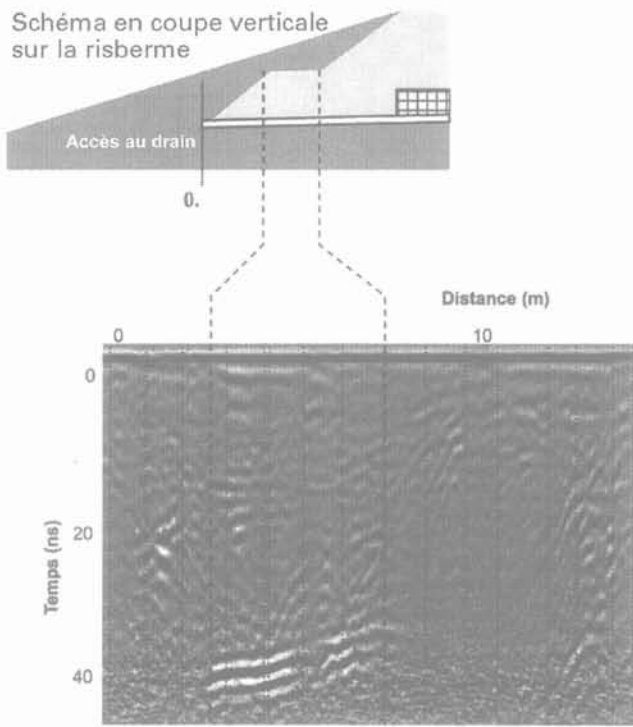 Schéma en coupe verticale
sur la risberme
Accès au drain
0.
Distance (m)
0 10
0
20
40
Temps (ns)